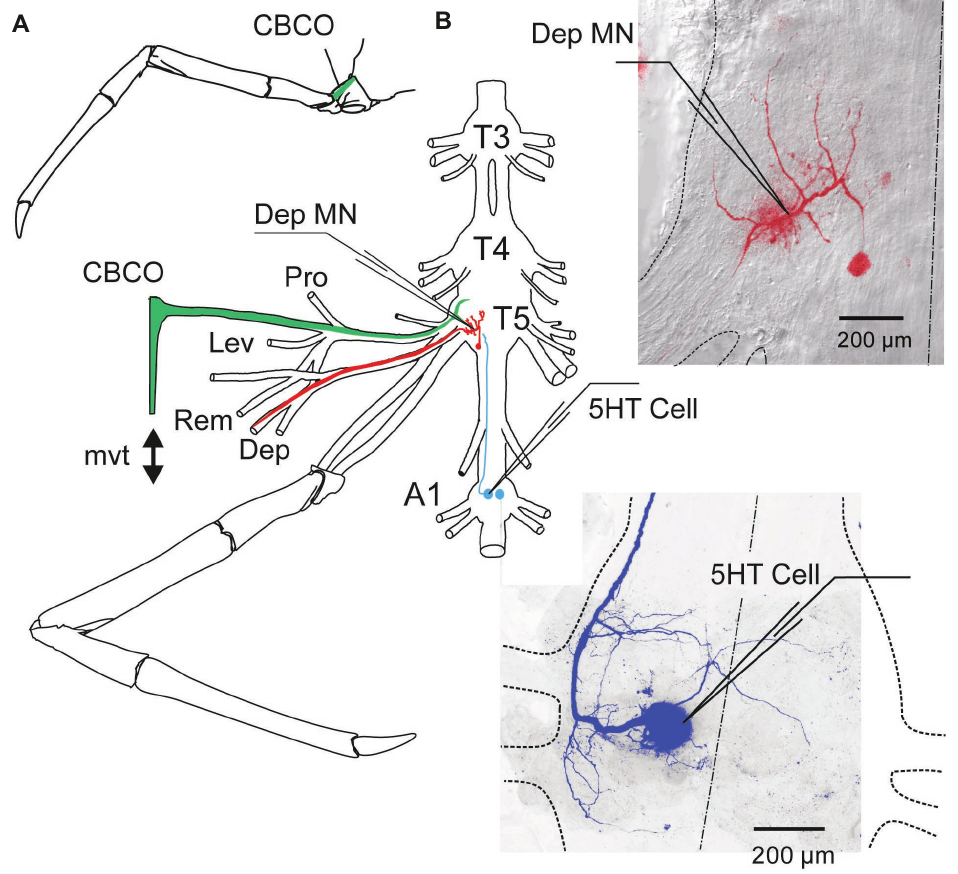 A
CBCO
B
Dep MN
T3
200 µm
Dep MN
T4
CBCO
Pro
T5
Lev
5HT Cell
Rem
Dep
mvt
A1
5HT Cell
200 µm